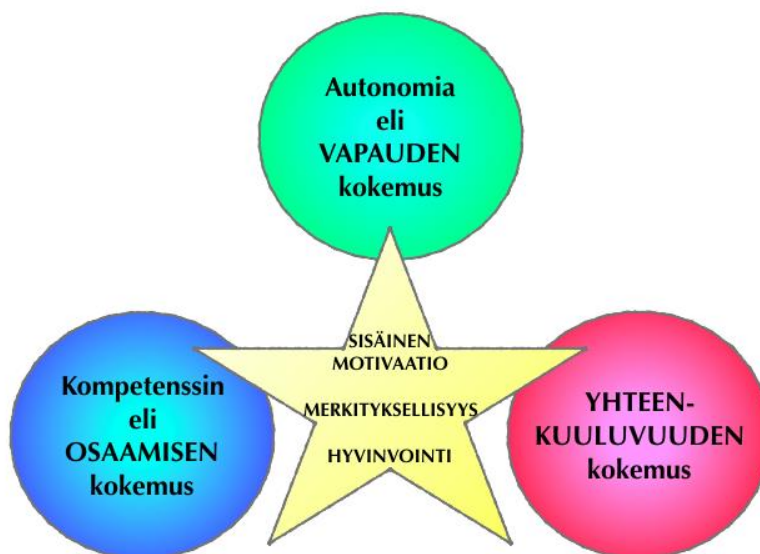 Autonomia
eli
VAPAUDEN
kokemus
SISÄINEN
MOTIVAATIO
MERKITYKSELLISYYS
HYVINVOINTI
Kompetenssin
eli
OSAAMISEN
kokemus
YHTEEN-
KUULUVUUDEN
kokemus